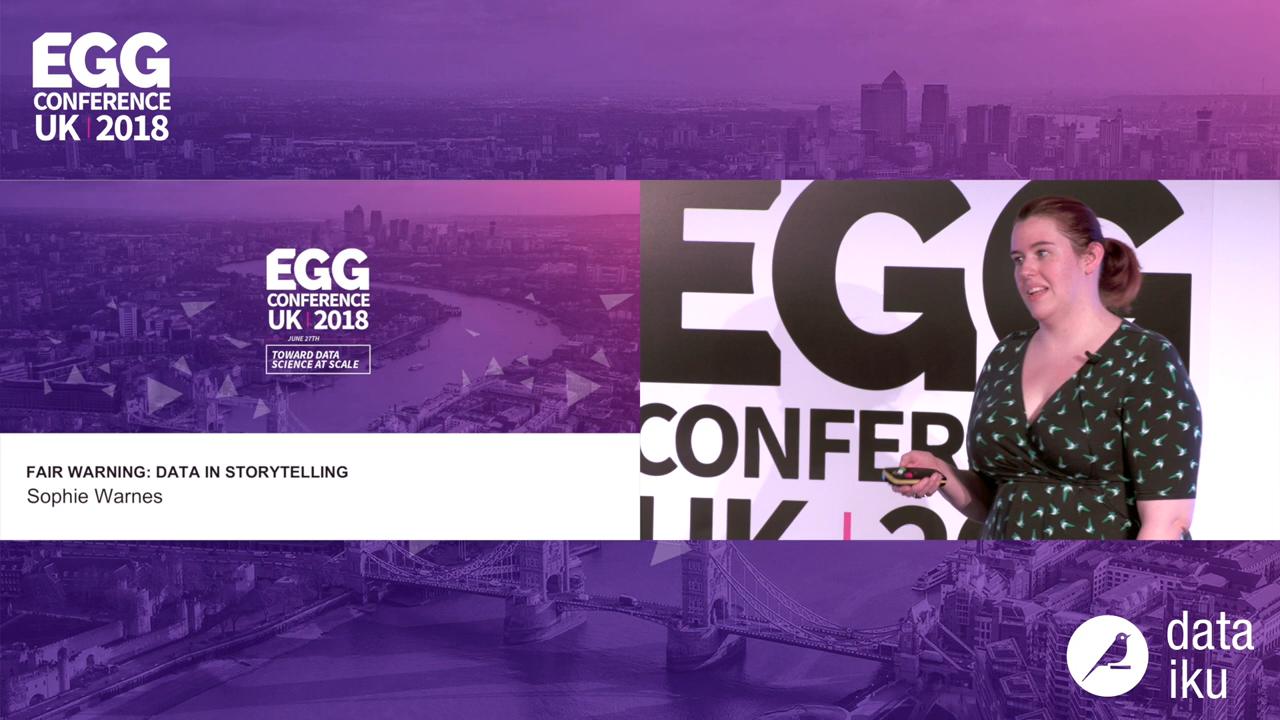 EGG
CONFERENCE
UK | 2018
EGG
CONFERENCE
UK | 2018
JUNE 27TH
TOWARD DATA
SCIENCE AT SCALE
FAIR WARNING: DATA IN STORYTELLING
Sophie Warnes
EGG
CONFER
UK | 2
data
iku